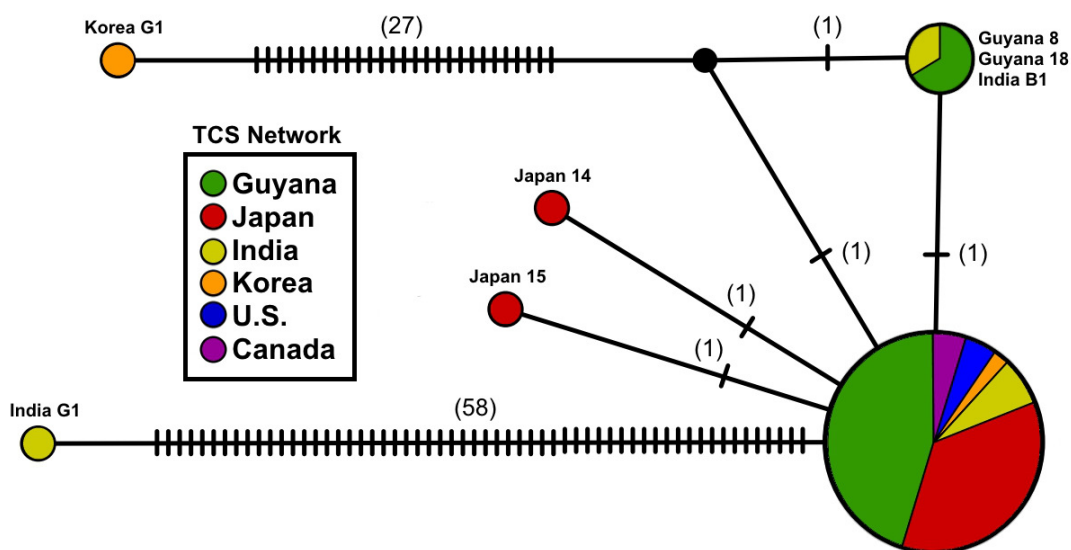 Korea G1
(27)
(1)
Guyana 8
Guyana 18
India B1
TCS Network
Guyana
Japan
India
Korea
U.S.
Canada
Japan 14
(1)
(1)
Japan 15
(1)
(1)
India G1
(58)